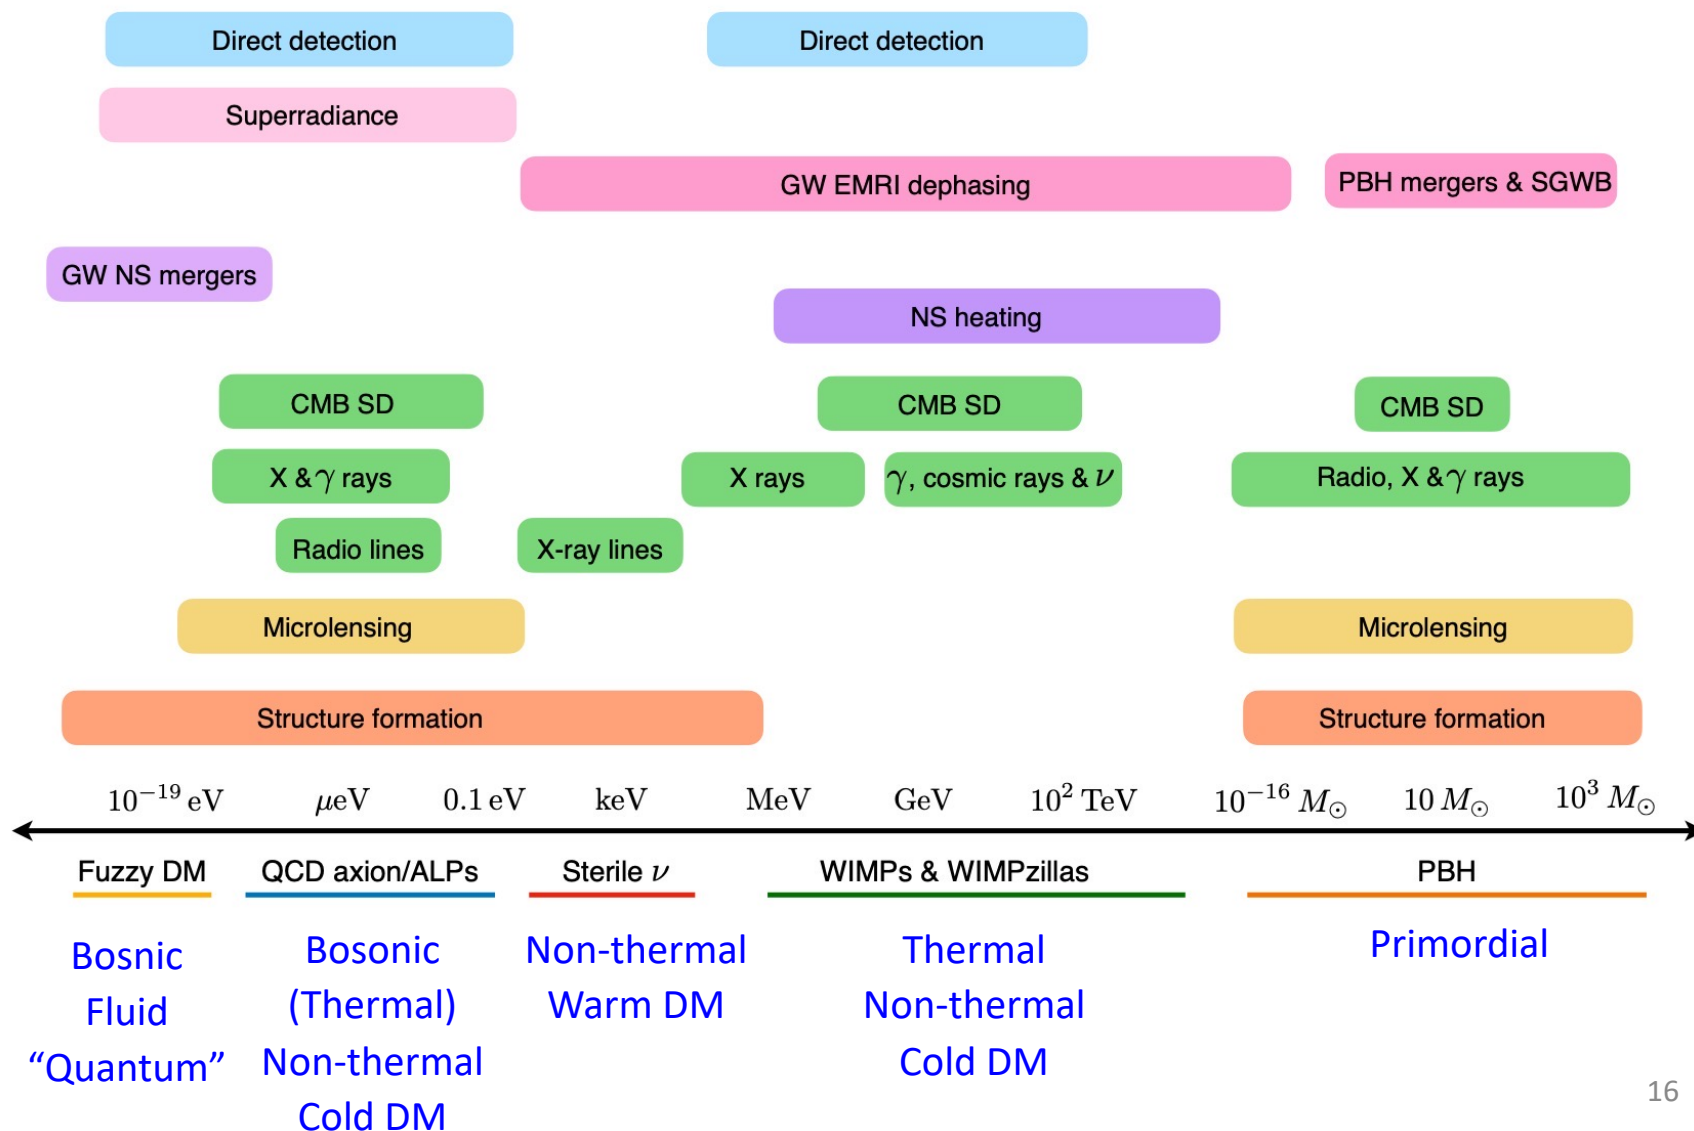 Direct detection
Direct detection
Superradiance
GW EMRI dephasing
PBH mergers & SGWB
GW NS mergers
NS heating
CMB SD
CMB SD
CMB SD
X & γ rays
X rays
γ, cosmic rays & ν
Radio, X & γ rays
Radio lines
X-ray lines
Microlensing
Microlensing
Structure formation
Structure formation
10⁻¹⁹ eV
μeV
0.1 eV
keV
MeV
GeV
10² TeV
10⁻¹⁶ M☉
10 M☉
10³ M☉
Fuzzy DM
QCD axion/ALPs
Sterile ν
WIMPs & WIMPzillas
PBH
Bosnic
Fluid
“Quantum”
Bosonic
(Thermal)
Non-thermal
Cold DM
Non-thermal
Warm DM
Thermal
Non-thermal
Cold DM
Primordial
16